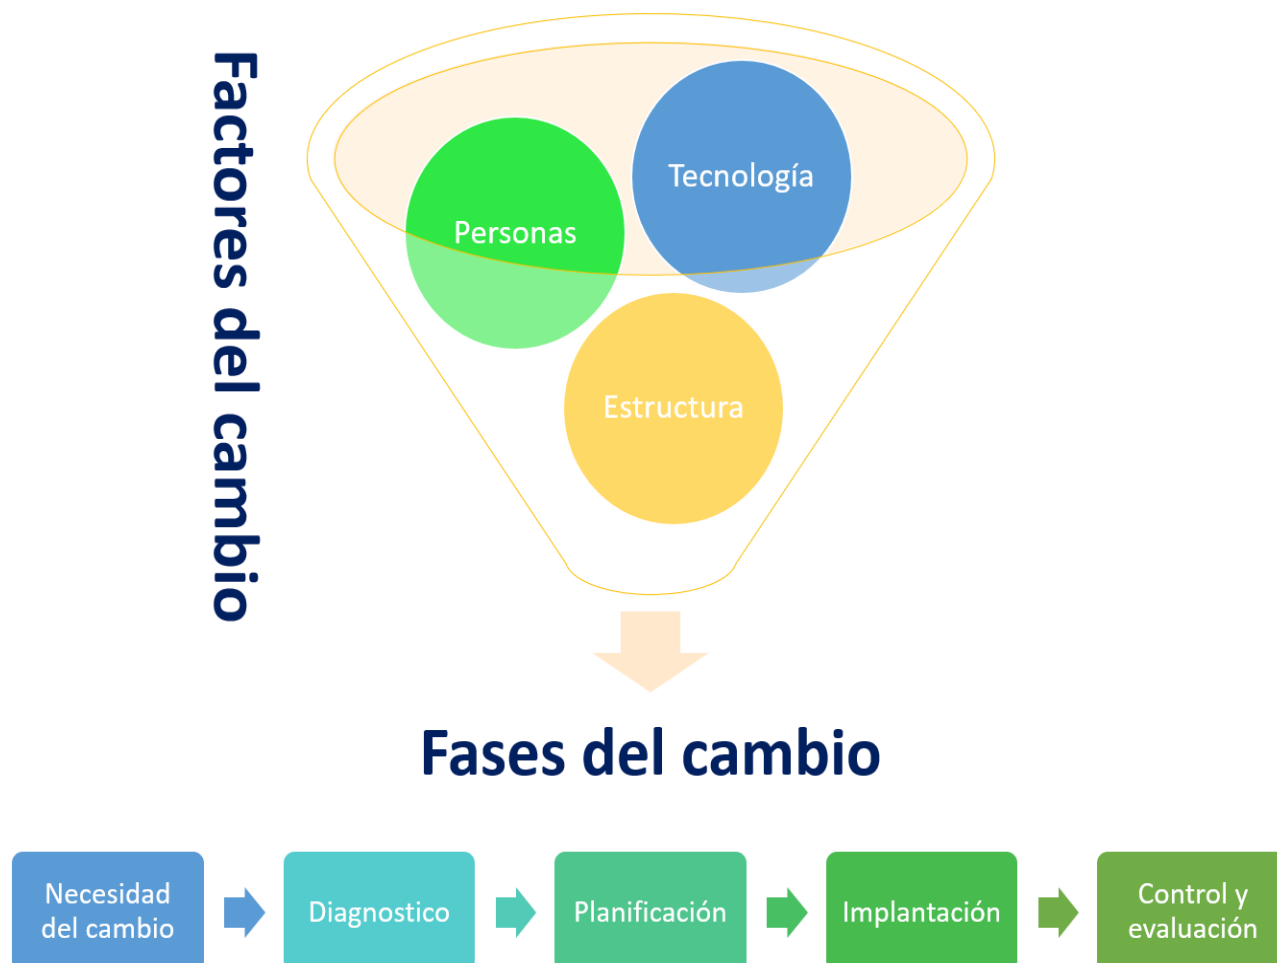 Factores del cambio
Tecnología
Personas
Estructura
Fases del cambio
Necesidad
del cambio
Diagnostico
Planificación
Implantación
Control y
evaluación